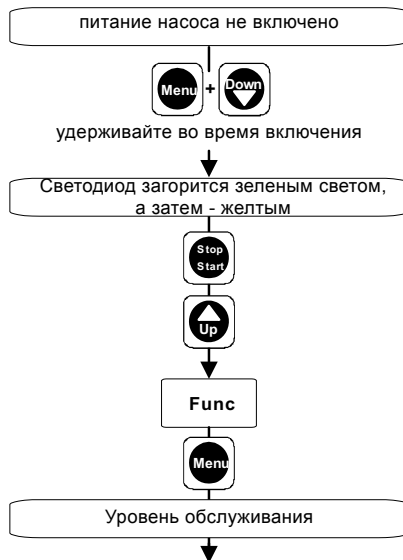 питание насоса не включено
Menu + Down
удерживайте во время включения
Светодиод загорится зеленым светом,
а затем - желтым
Stop
Start
Up
Func
Menu
Уровень обслуживания